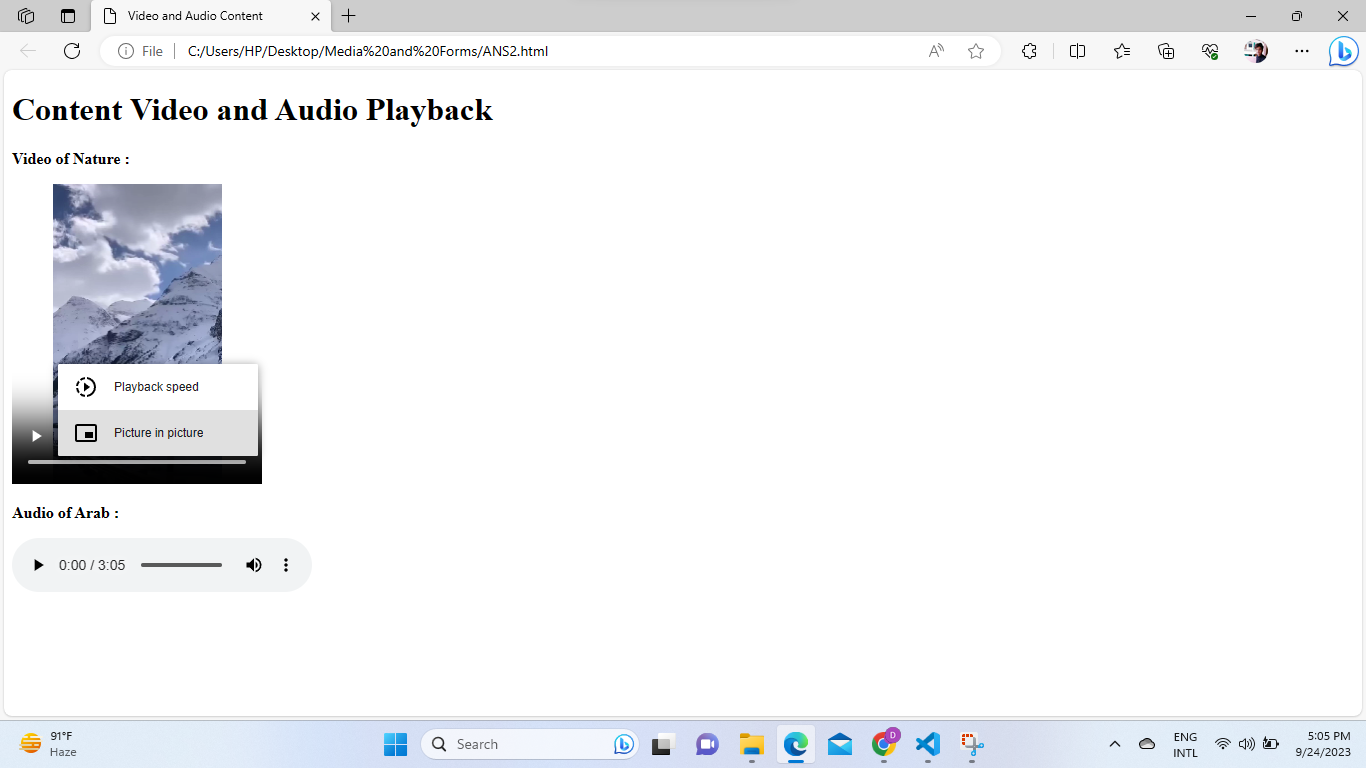 Video and Audio Content
File
C:/Users/HP/Desktop/Media%20and%20Forms/ANS2.html
Content Video and Audio Playback
Video of Nature :
Playback speed
Picture in picture
Audio of Arab :
0:00 / 3:05
91°F
Haze
Search
D
ENG
INTL
5:05 PM
9/24/2023